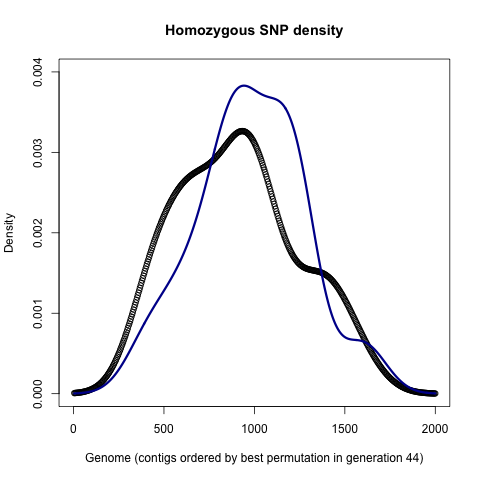 Homozygous SNP density
Density
0.004
0.003
0.002
0.001
0.000
0 500 1000 1500 2000
Genome (contigs ordered by best permutation in generation 44)